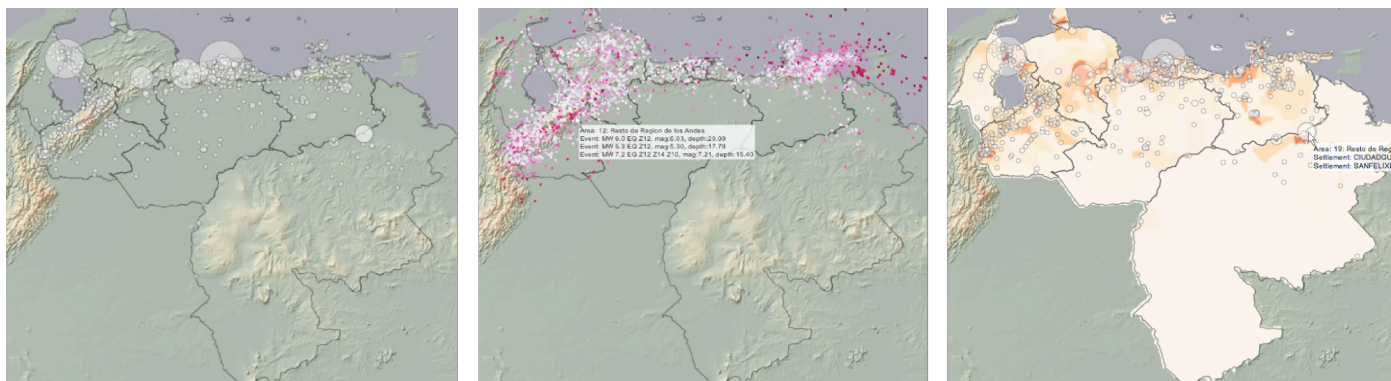 Area: 12: Resto de Region de los Andes
Event: MW 6.0 EQ Z12, mag:6.03, depth:29.00
Event: MW 5.3 EQ Z12, mag:5.30, depth:17.70
Event: MW 7.2 EQ Z12 Z14 Z10, mag:7.21, depth:15.40
Area: 19: Resto de Reg
Settlement: CIUDADGU
Settlement: SANFELIXE